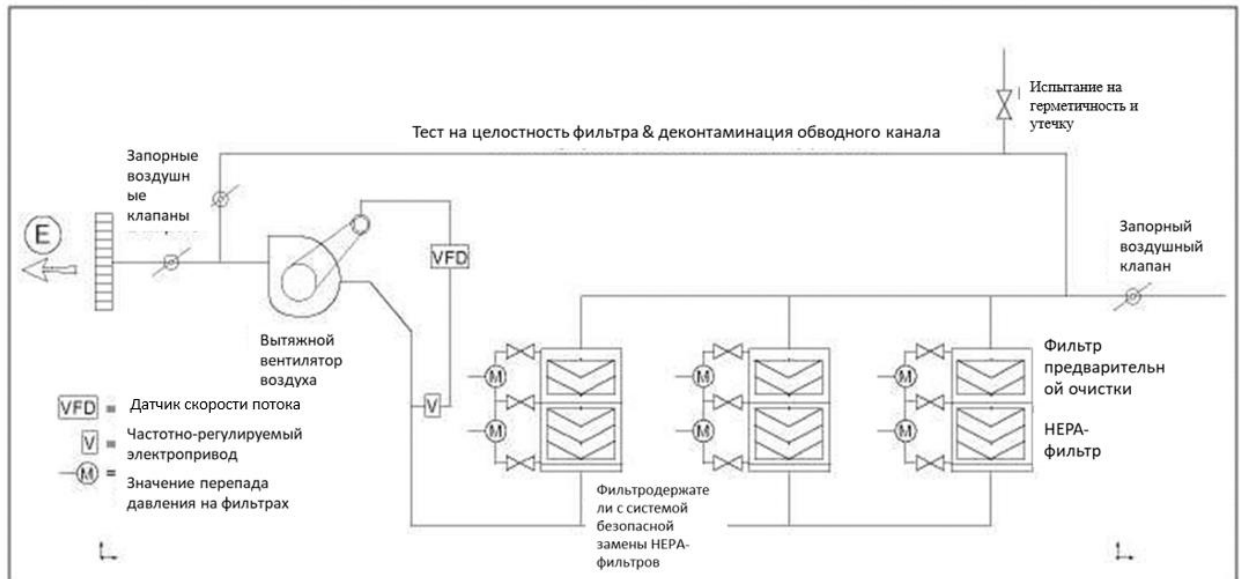 Испытание на
герметичность и
утечку
Тест на целостность фильтра & деконтаминация обводного канала
Запорные
воздушн
ые
клапаны
E
VFD
Запорный
воздушный
клапан
Вытяжной
вентилятор
воздуха
V
M
M
M
M
M
M
Фильтр
предварительн
ой очистки
HEPA-
фильтр
VFD = Датчик скорости потока
V = Частотно-регулируемый
электропривод
M = Значение перепада
давления на фильтрах
Фильтродержате
ли с системой
безопасной
замены HEPA-
фильтров